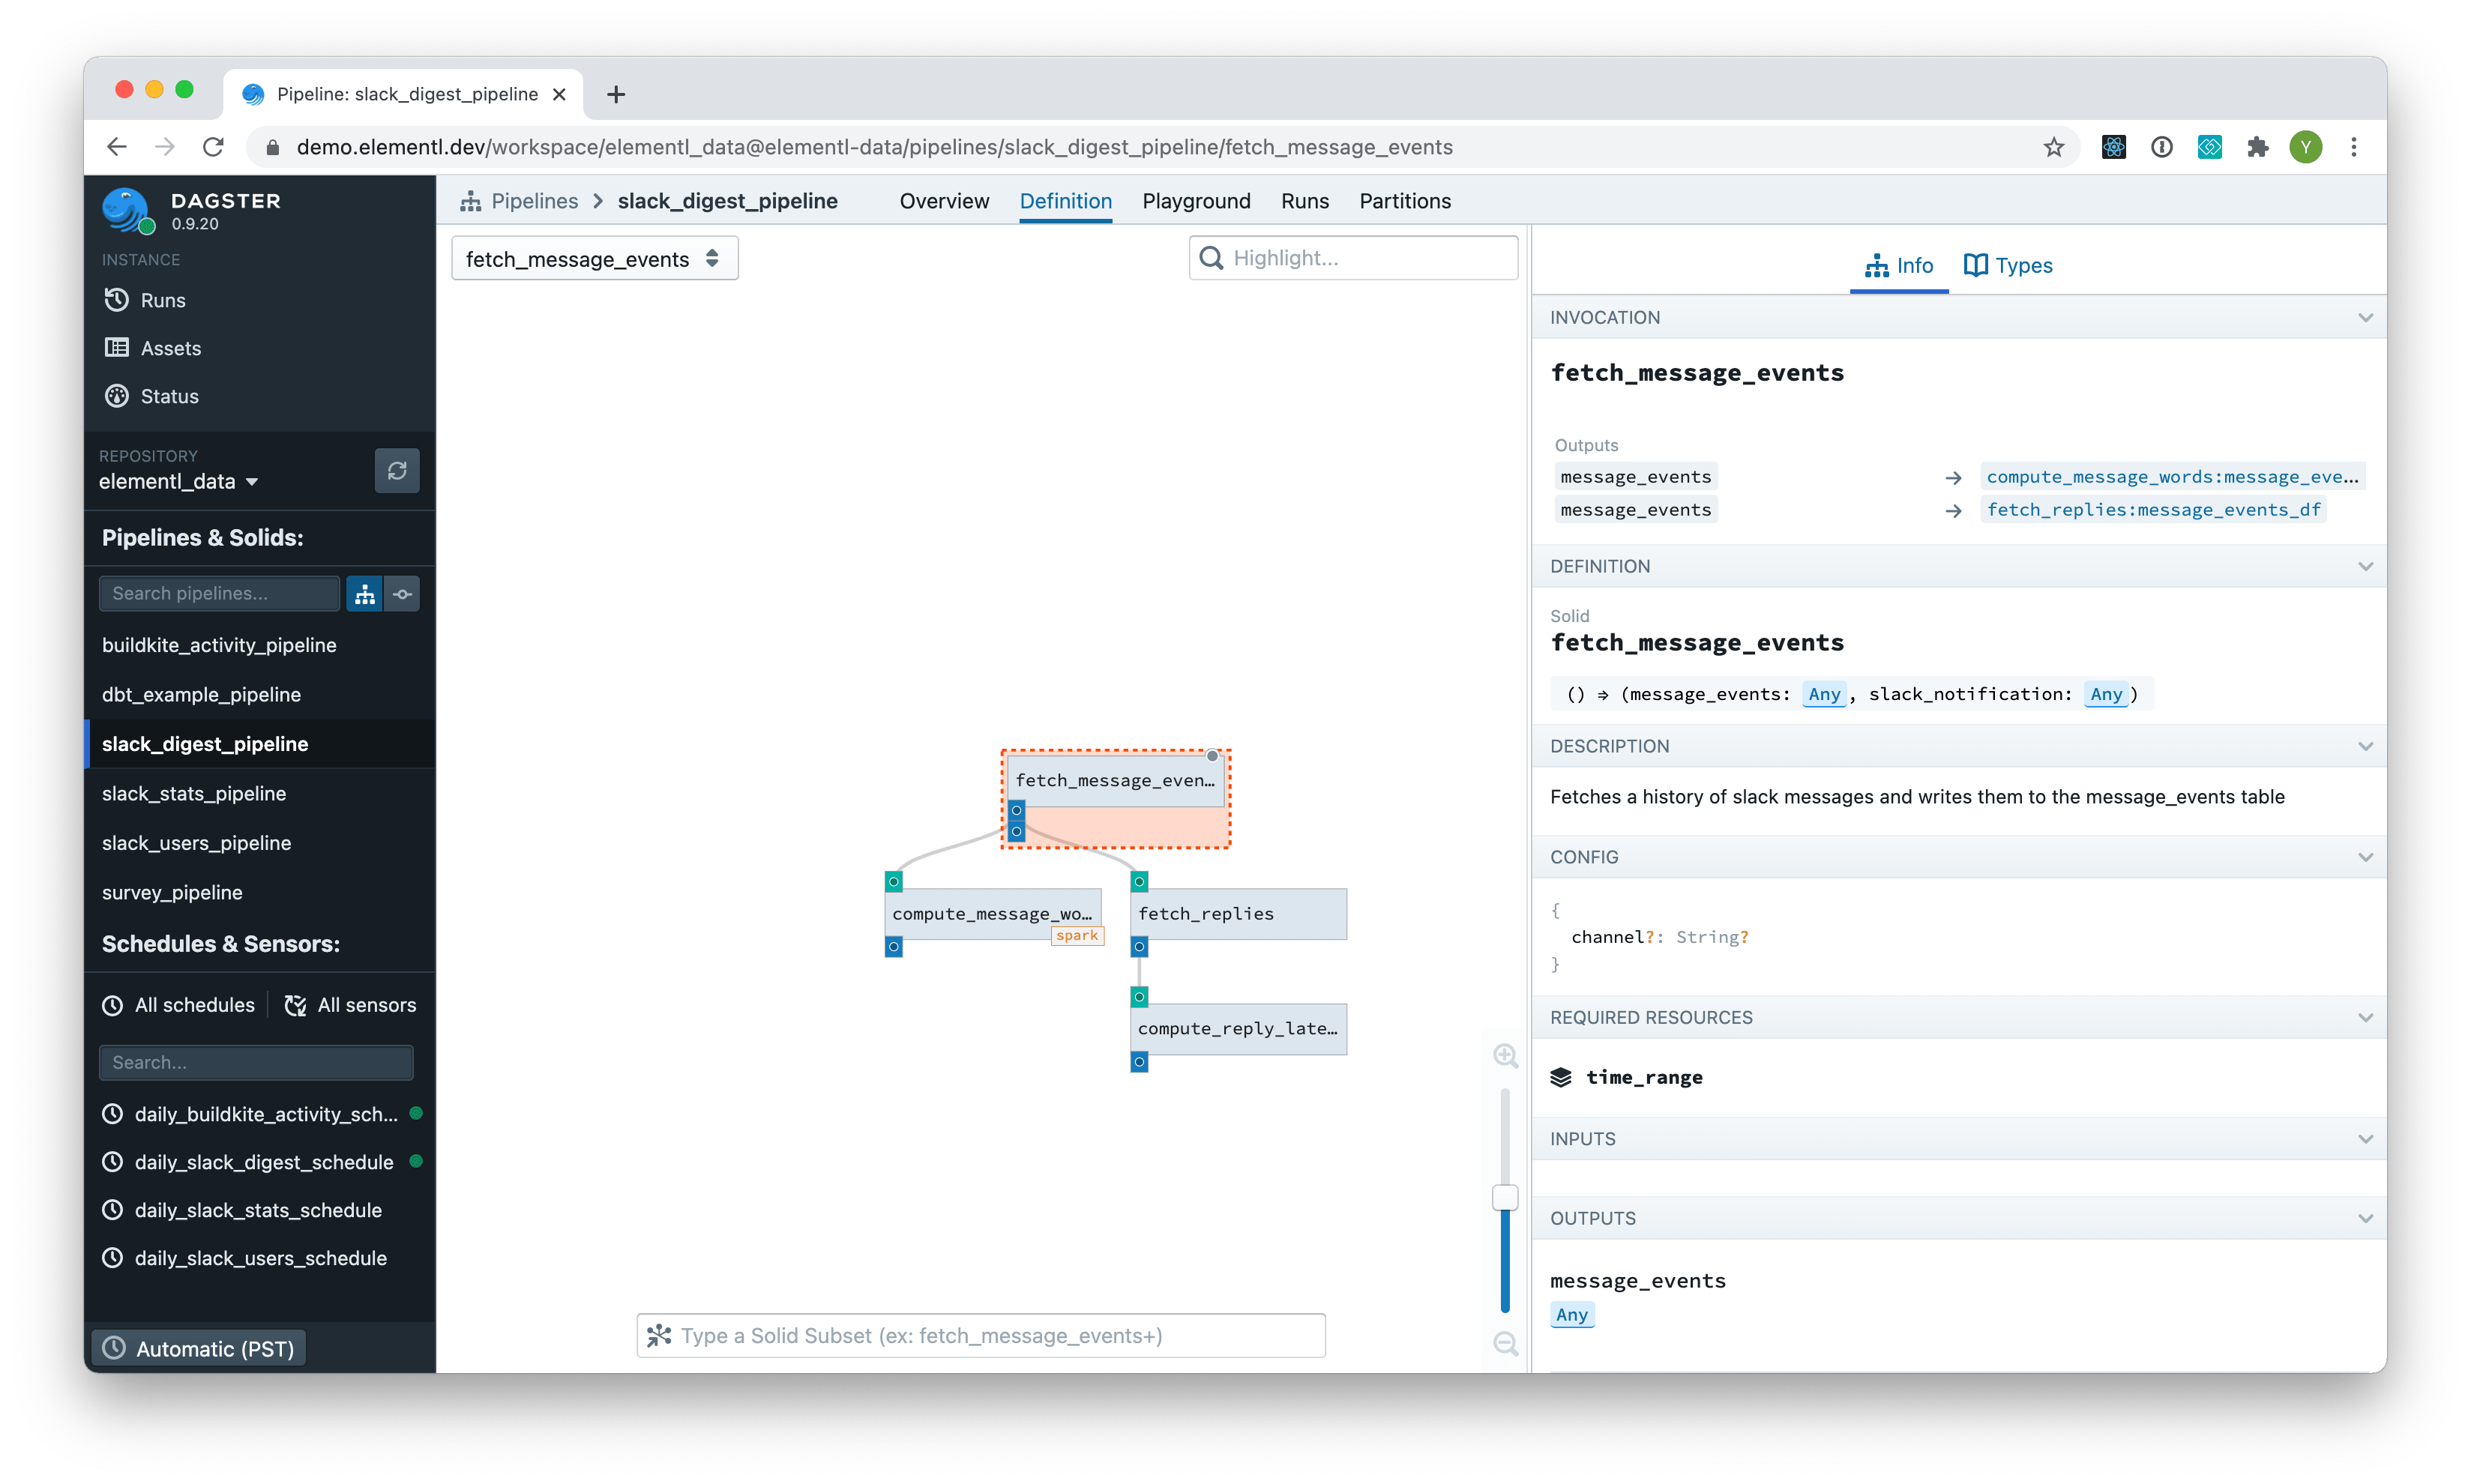 Pipeline: slack_digest_pipeline
demo.elementl.dev/workspace/elementl_data@elementl-data/pipelines/slack_digest_pipeline/fetch_message_events
Y
DAGSTER
0.9.20
INSTANCE
Runs
Assets
Status
REPOSITORY
elementl_data
Pipelines & Solids:
Search pipelines...
buildkite_activity_pipeline
dbt_example_pipeline
slack_digest_pipeline
slack_stats_pipeline
slack_users_pipeline
survey_pipeline
Schedules & Sensors:
All schedules
All sensors
Search...
daily_buildkite_activity_sch...
daily_slack_digest_schedule
daily_slack_stats_schedule
daily_slack_users_schedule
Automatic (PST)
Pipelines > slack_digest_pipeline
Overview Definition Playground Runs Partitions
fetch_message_events
Highlight...
fetch_message_even...
compute_message_wo...
spark
fetch_replies
compute_reply_late...
Type a Solid Subset (ex: fetch_message_events+)
Info Types
INVOCATION
fetch_message_events
Outputs
message_events → compute_message_words:message_eve...
message_events → fetch_replies:message_events_df
DEFINITION
Solid
fetch_message_events
() ⇒ (message_events: Any, slack_notification: Any)
DESCRIPTION
Fetches a history of slack messages and writes them to the message_events table
CONFIG
{
channel?: String?
}
REQUIRED RESOURCES
time_range
INPUTS
OUTPUTS
message_events
Any